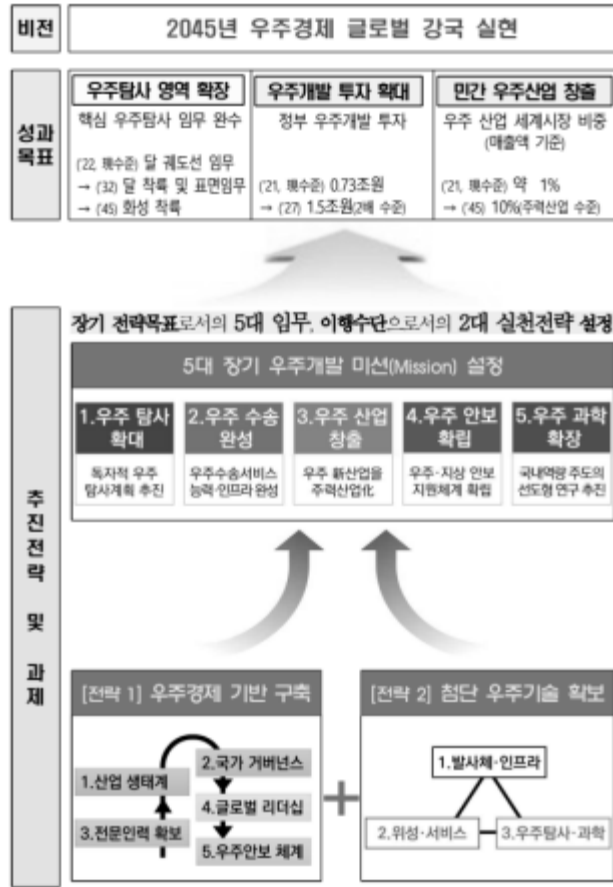 비전
2045년 우주경제 글로벌 강국 실현
성과
목표
우주탐사 영역 확장
핵심 우주탐사 임무 완수
('22, 現수준) 달 궤도선 임무
→ ('32) 달 착륙 및 표면임무
→ ('45) 화성 착륙
우주개발 투자 확대
정부 우주개발 투자
('21, 現수준) 0.73조원
→ ('27) 1.5조원(2배 수준)
민간 우주산업 창출
우주 산업 세계시장 비중
(매출액 기준)
('21, 現수준) 약 1%
→ ('45) 10%(주력산업 수준)
추진전략 및 과제
장기 전략목표로서의 5대 임무, 이행수단으로서의 2대 실천전략 설정
5대 장기 우주개발 미션(Mission) 설정
1.우주 탐사
확대
독자적 우주
탐사계획 추진
2.우주 수송
완성
우주수송서비스
능력·인프라 완성
3.우주 산업
창출
우주 新산업을
주력산업化
4.우주 안보
확립
우주·지상 안보
지원체계 확립
5.우주 과학
확장
국내역량 주도의
선도형 연구 추진
[전략 1] 우주경제 기반 구축
1.산업 생태계
2.국가 거버넌스
3.전문인력 확보
4.글로벌 리더십
5.우주안보 체계
+
[전략 2] 첨단 우주기술 확보
1.발사체·인프라
2.위성·서비스
3.우주탐사·과학